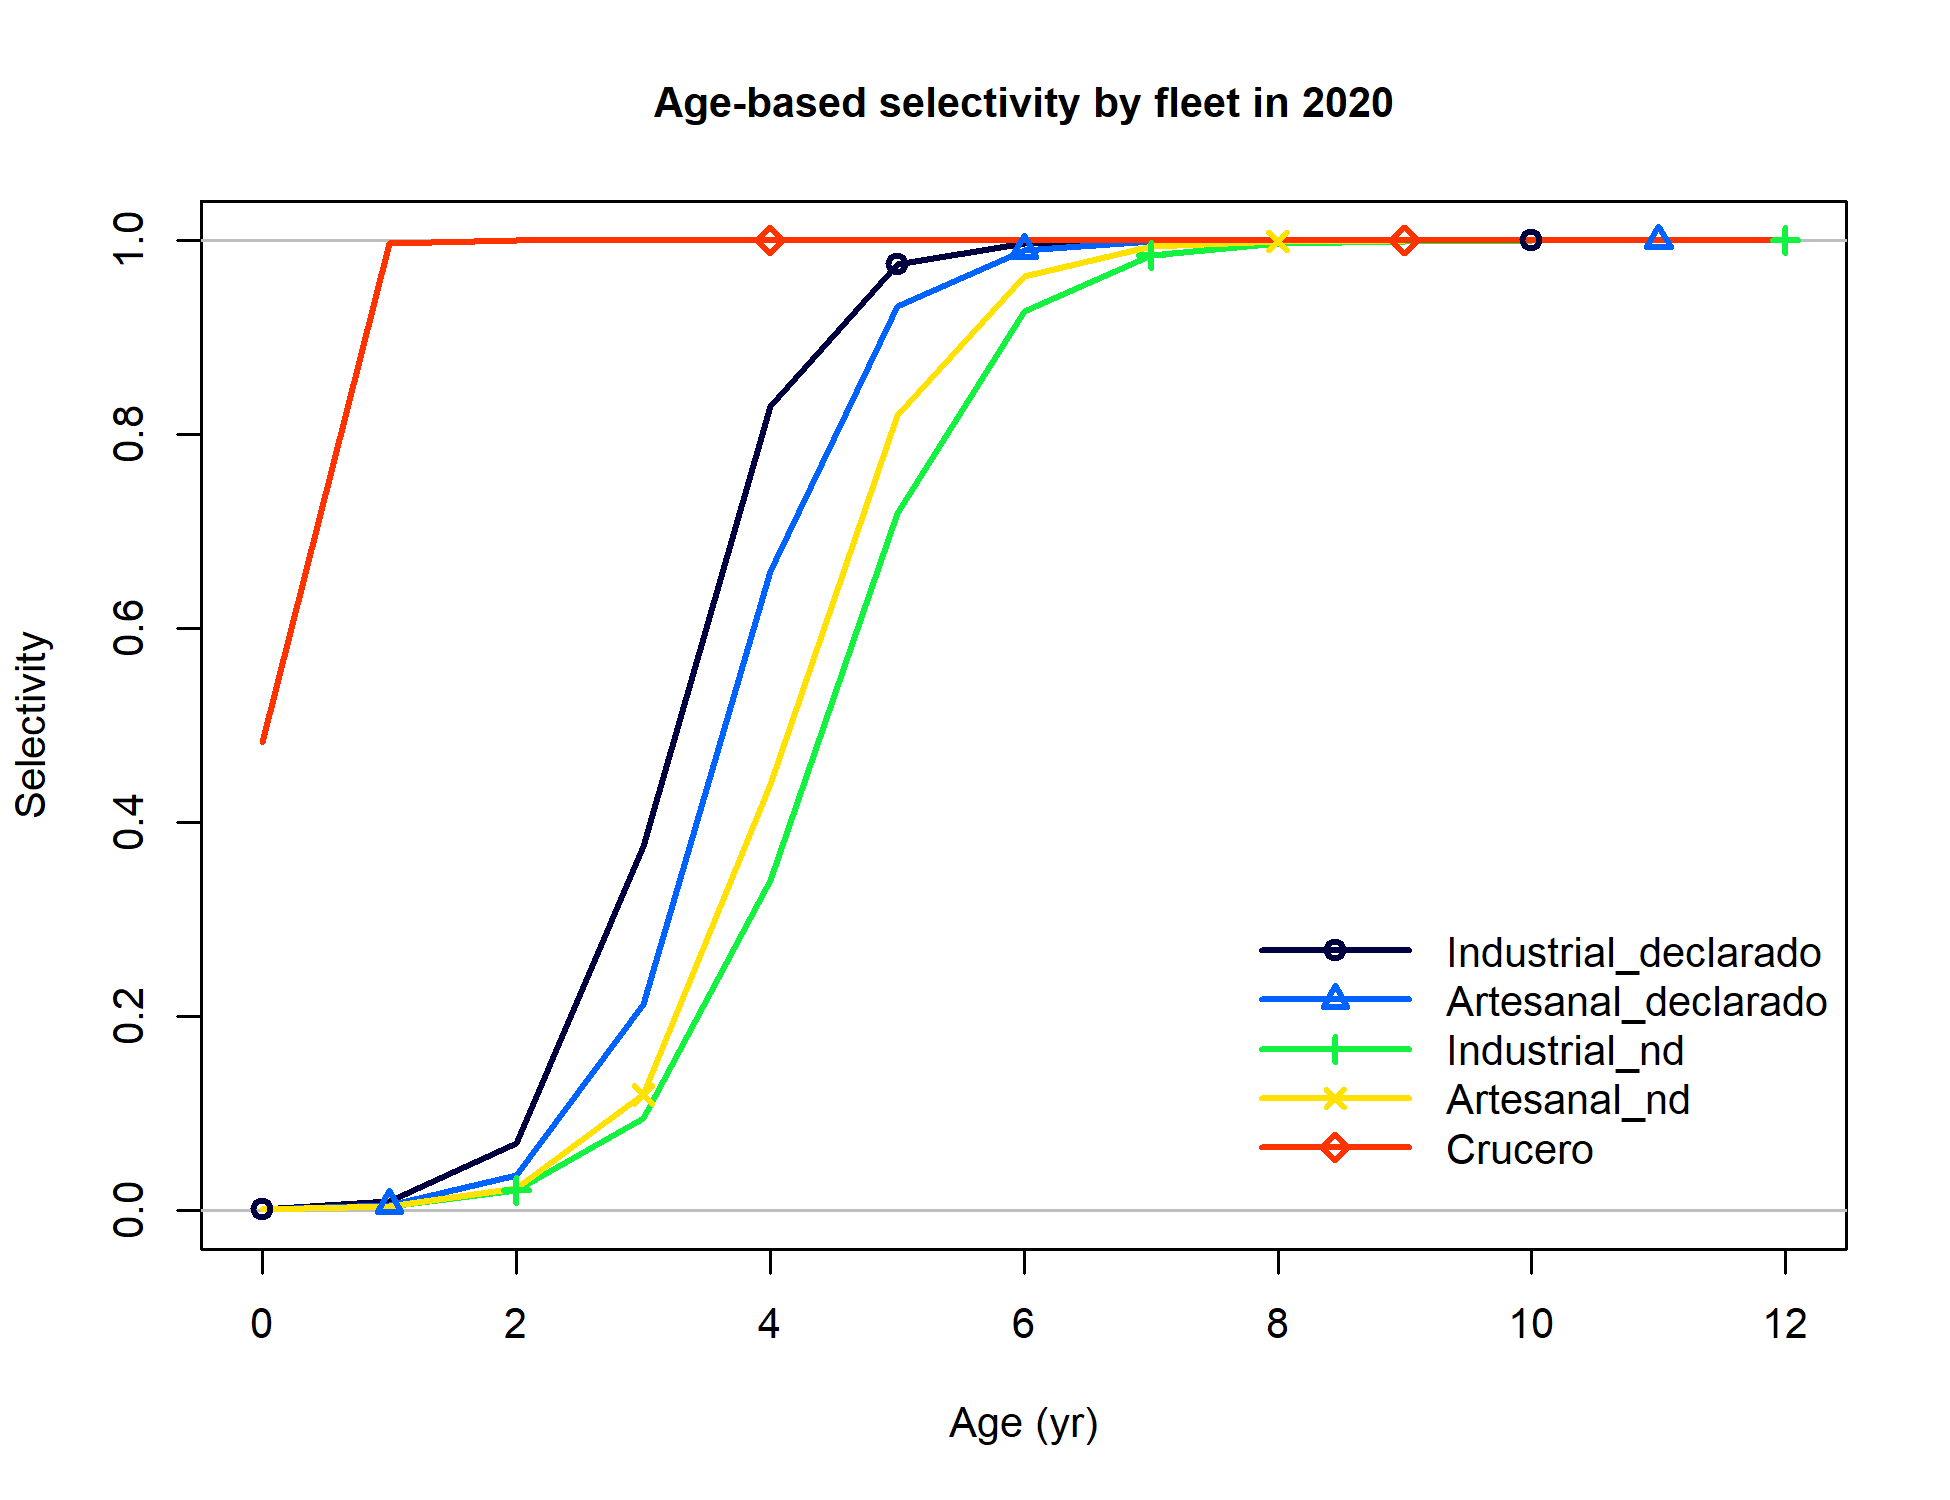 Age-based selectivity by fleet in 2020
Selectivity
1.0
0.8
0.6
0.4
0.2
0.0
Industrial_declarado
Artesanal_declarado
Industrial_nd
Artesanal_nd
Crucero
0 2 4 6 8 10 12
Age (yr)